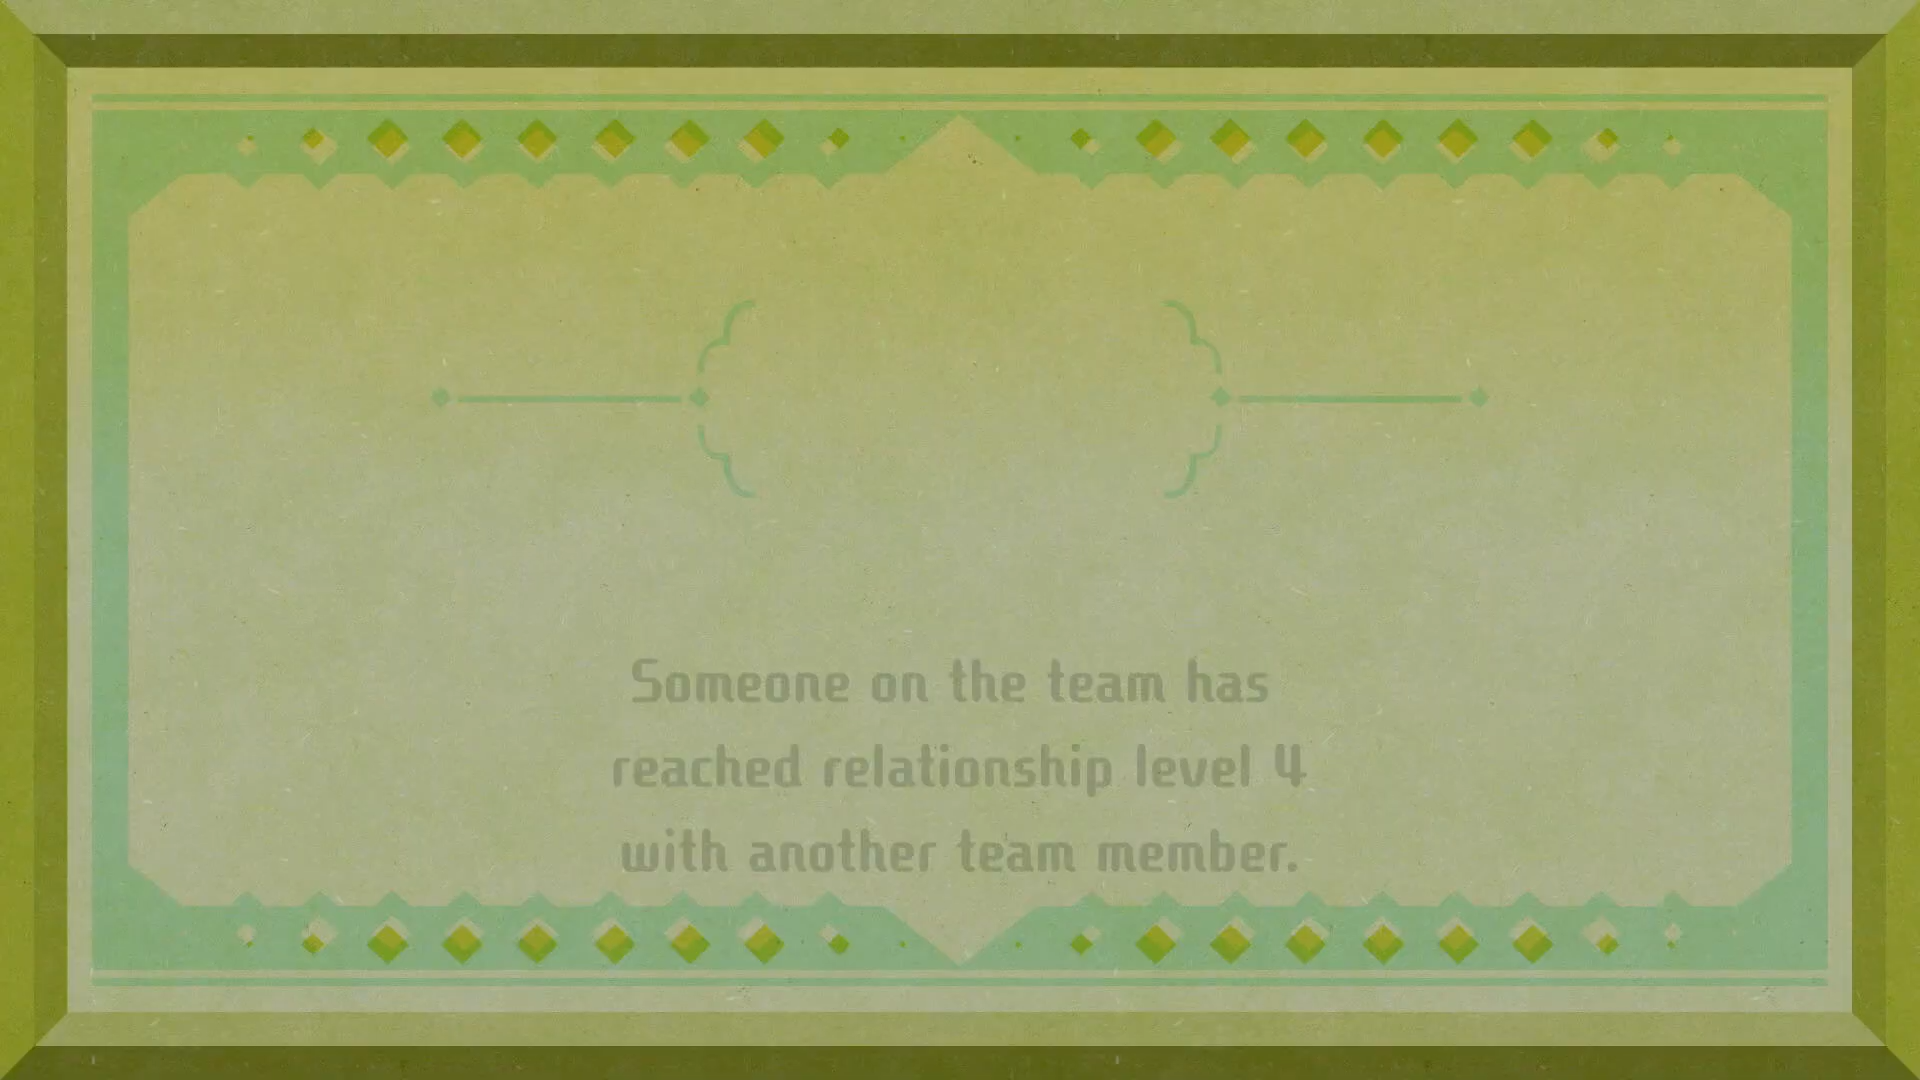 Someone on the team has
reached relationship level 4
with another team member.